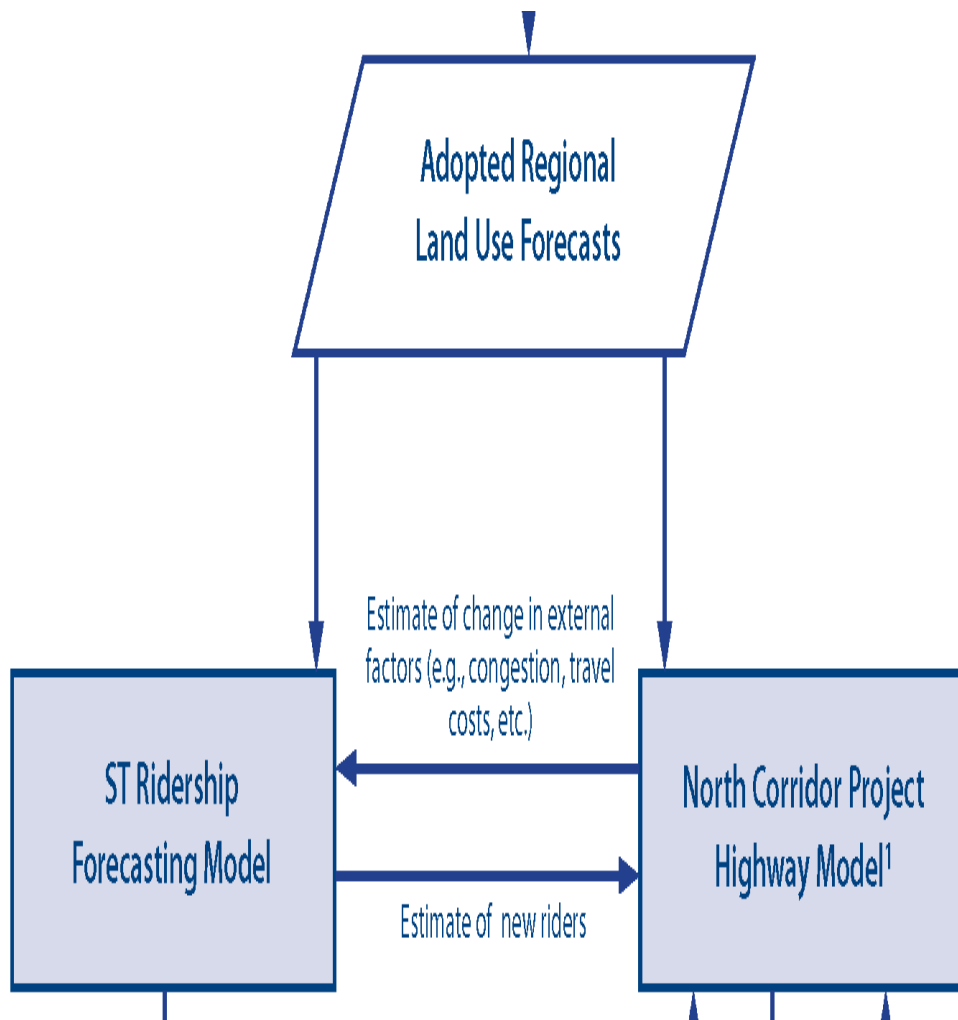 Adopted Regional
Land Use Forecasts
Estimate of change in external
factors (e.g., congestion, travel
costs, etc.)
ST Ridership
Forecasting Model
North Corridor Project
Highway Model¹
Estimate of new riders